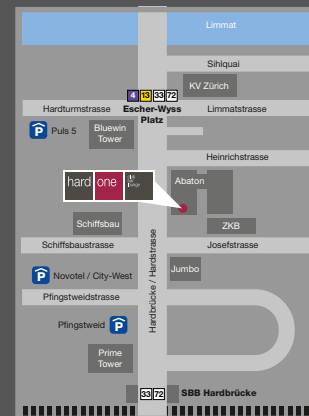 Limmat
Sihlquai
KV Zürich
4 13 33 72
Hardturmstrasse
Escher-Wyss
Platz
Limmatstrasse
P Puls 5
Bluewin
Tower
Heinrichstrasse
hard one
Abaton
Schiffsbau
ZKB
Schiffbaustrasse
Josefstrasse
Hardbrücke / Hardstrasse
P Novotel / City-West
Jumbo
Pfingstweidstrasse
Pfingstweid P
Prime
Tower
33 72
SBB Hardbrücke